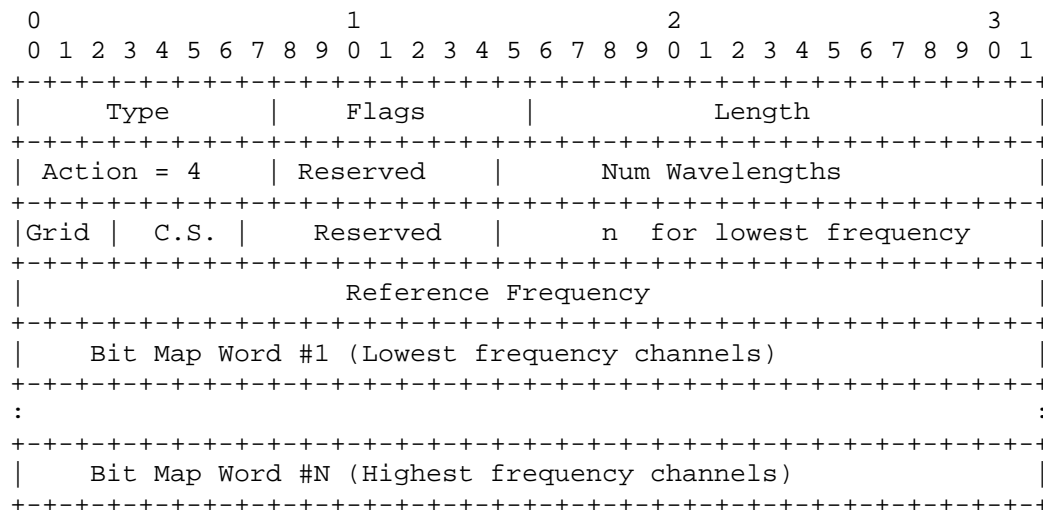 0                   1                   2                   3
 0 1 2 3 4 5 6 7 8 9 0 1 2 3 4 5 6 7 8 9 0 1 2 3 4 5 6 7 8 9 0 1
+-+-+-+-+-+-+-+-+-+-+-+-+-+-+-+-+-+-+-+-+-+-+-+-+-+-+-+-+-+-+-+-+
|     Type      |    Flags      |           Length              |
+-+-+-+-+-+-+-+-+-+-+-+-+-+-+-+-+-+-+-+-+-+-+-+-+-+-+-+-+-+-+-+-+
| Action = 4    | Reserved    |      Num Wavelengths            |
+-+-+-+-+-+-+-+-+-+-+-+-+-+-+-+-+-+-+-+-+-+-+-+-+-+-+-+-+-+-+-+-+
|Grid |  C.S. |    Reserved   |      n  for lowest frequency    |
+-+-+-+-+-+-+-+-+-+-+-+-+-+-+-+-+-+-+-+-+-+-+-+-+-+-+-+-+-+-+-+-+
|                    Reference Frequency                        |
+-+-+-+-+-+-+-+-+-+-+-+-+-+-+-+-+-+-+-+-+-+-+-+-+-+-+-+-+-+-+-+-+
|    Bit Map Word #1 (Lowest frequency channels)                |
+-+-+-+-+-+-+-+-+-+-+-+-+-+-+-+-+-+-+-+-+-+-+-+-+-+-+-+-+-+-+-+-+
:                                                               :
+-+-+-+-+-+-+-+-+-+-+-+-+-+-+-+-+-+-+-+-+-+-+-+-+-+-+-+-+-+-+-+-+
|    Bit Map Word #N (Highest frequency channels)               |
+-+-+-+-+-+-+-+-+-+-+-+-+-+-+-+-+-+-+-+-+-+-+-+-+-+-+-+-+-+-+-+-+